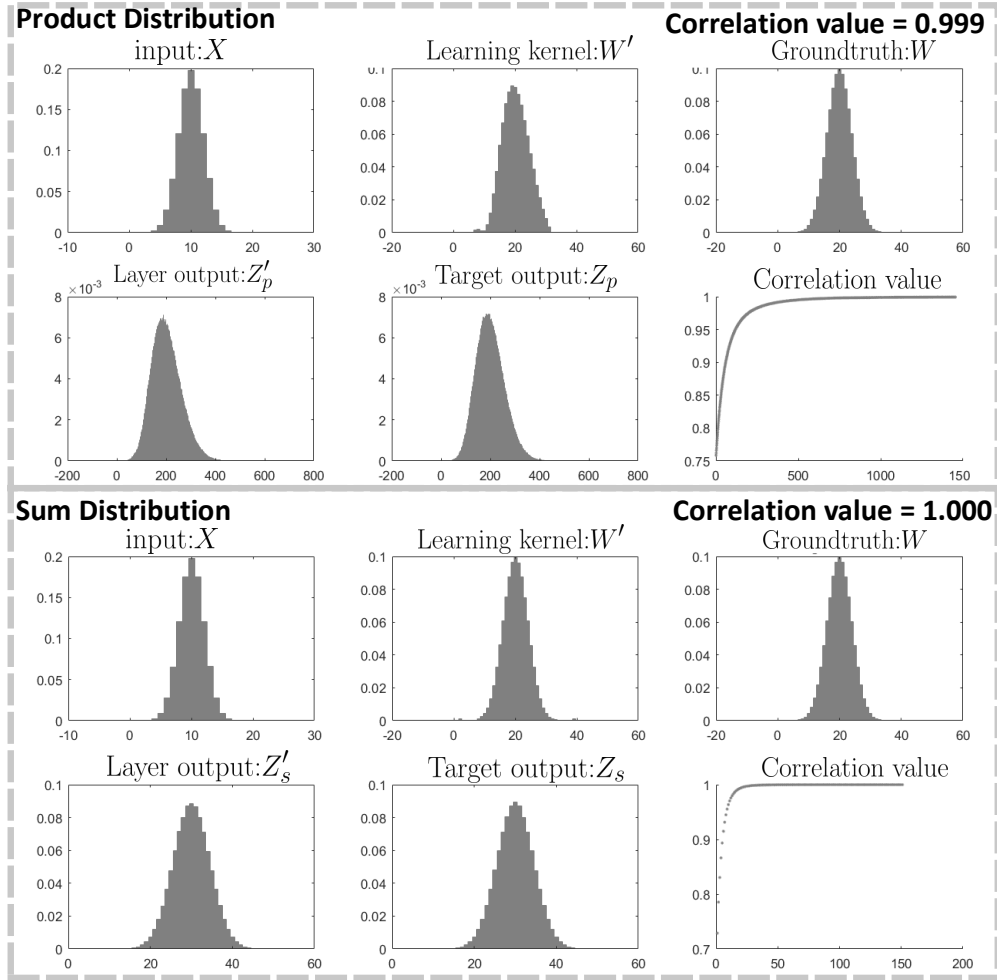 Product Distribution
Correlation value = 0.999
input:X
Learning kernel:W′
Groundtruth:W
0.2
0.15
0.1
0.05
0
-10 0 10 20 30
0.1
0.08
0.06
0.04
0.02
0
-20 0 20 40 60
0.1
0.08
0.06
0.04
0.02
0
-20 0 20 40 60
Layer output:Z′p
Target output:Zp
Correlation value
8 ×10-3
6
4
2
0
-200 0 200 400 600 800
8 ×10-3
6
4
2
0
-200 0 200 400 600 800
1
0.95
0.9
0.85
0.8
0.75
0 500 1000 150
Sum Distribution
Correlation value = 1.000
input:X
Learning kernel:W′
Groundtruth:W
0.2
0.15
0.1
0.05
0
-10 0 10 20 30
0.1
0.08
0.06
0.04
0.02
0
-20 0 20 40 60
0.1
0.08
0.06
0.04
0.02
0
-20 0 20 40 60
Layer output:Z′s
Target output:Zs
Correlation value
0.1
0.08
0.06
0.04
0.02
0
0 20 40 60
0.1
0.08
0.06
0.04
0.02
0
0 20 40 60
1
0.9
0.8
0.7
0 50 100 150 200